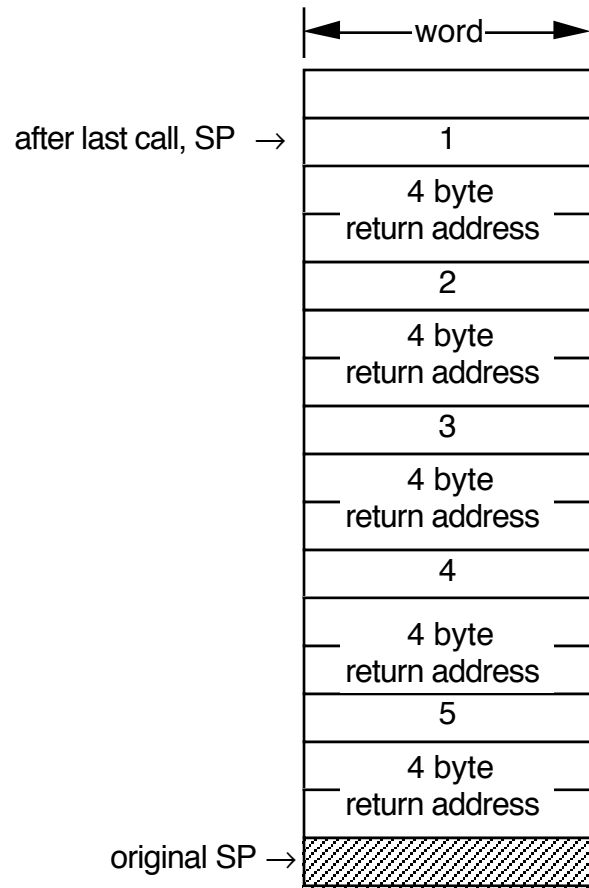 word
after last call, SP →
1
4 byte
return address
2
4 byte
return address
3
4 byte
return address
4
4 byte
return address
5
4 byte
return address
original SP →